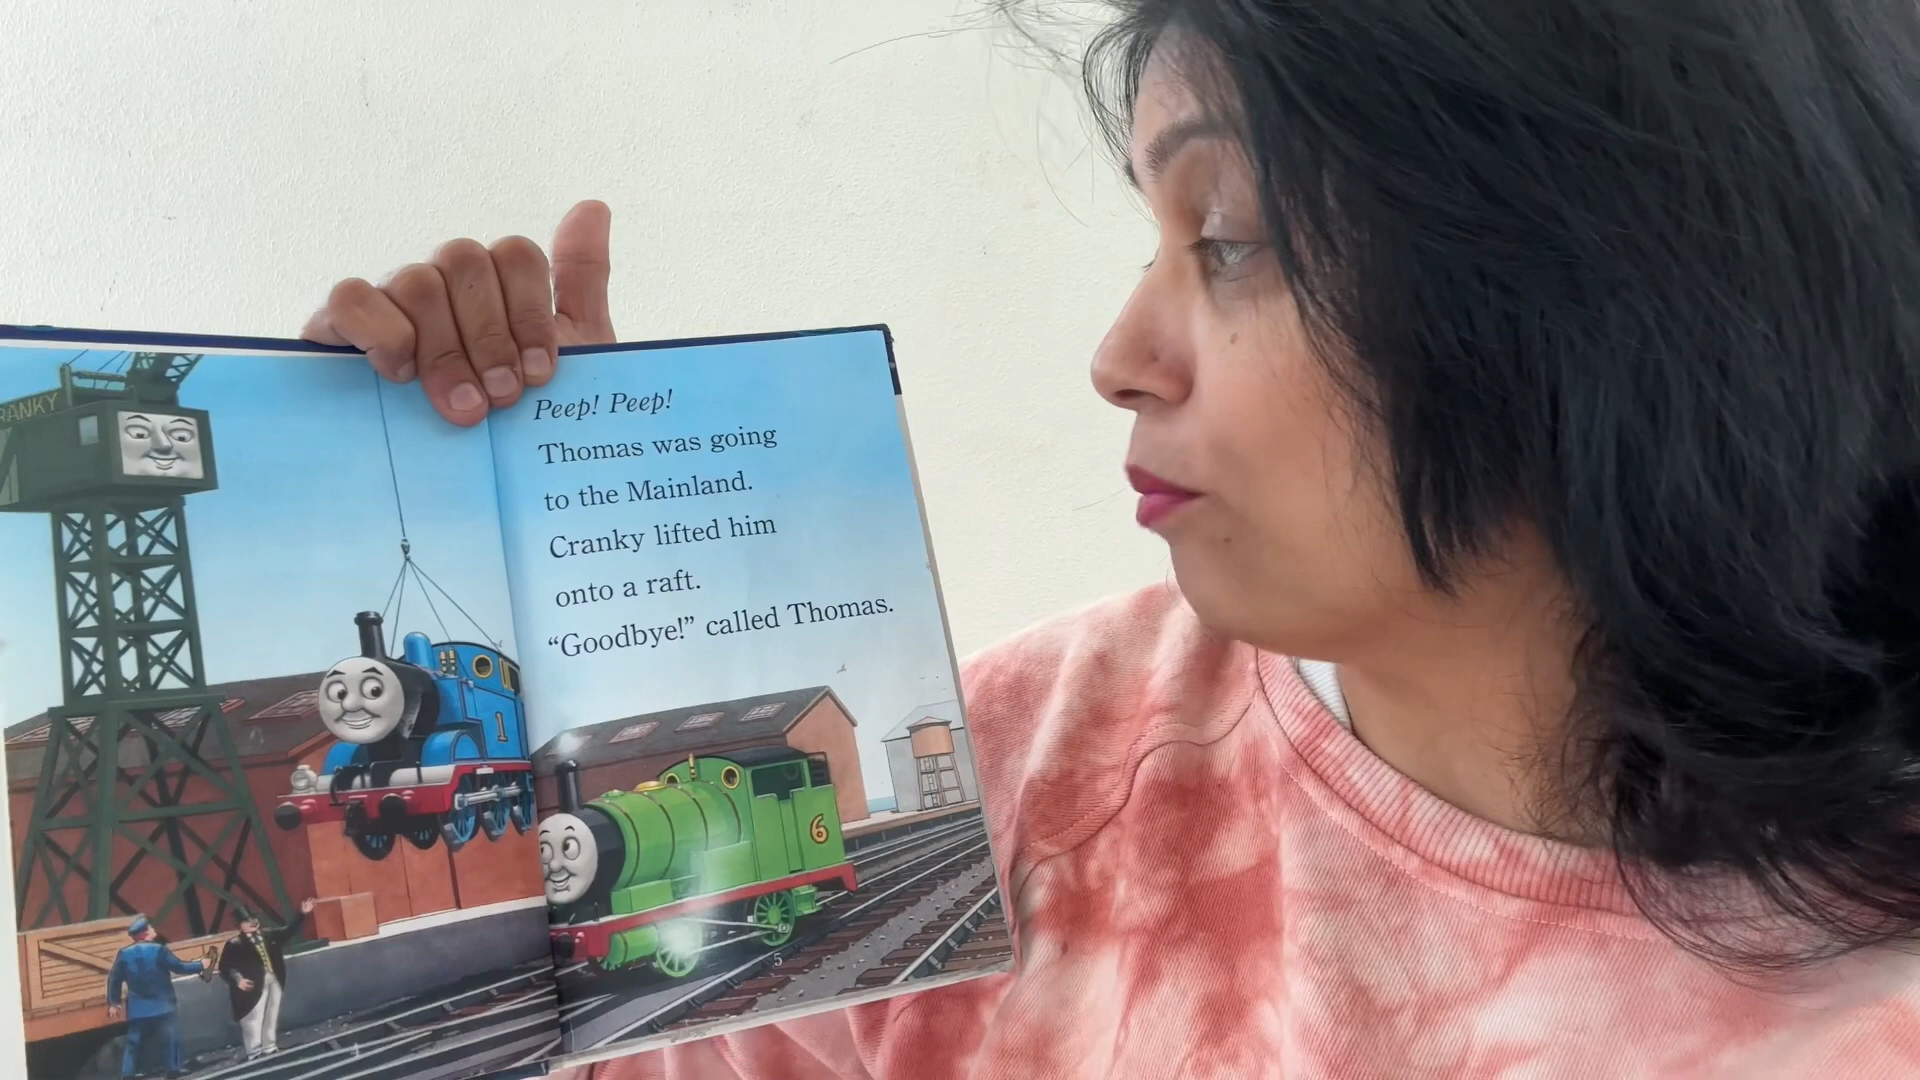 RANKY
Peep! Peep!
Thomas was going
to the Mainland.
Cranky lifted him
onto a raft.
“Goodbye!” called Thomas.
1
6
5